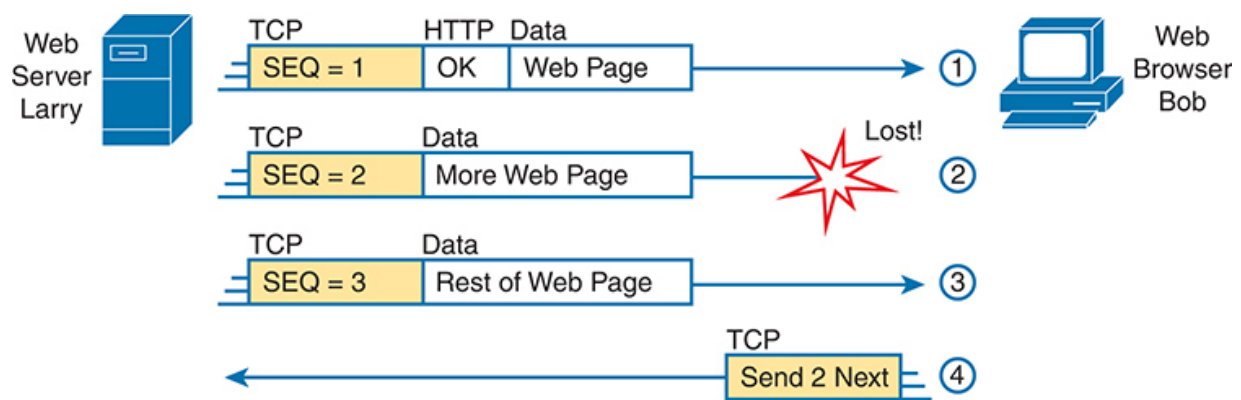 Web
Server
Larry
TCP HTTP Data
SEQ = 1 OK Web Page
1
Web
Browser
Bob
TCP Data Lost!
SEQ = 2 More Web Page
2
TCP Data
SEQ = 3 Rest of Web Page
3
TCP
Send 2 Next
4